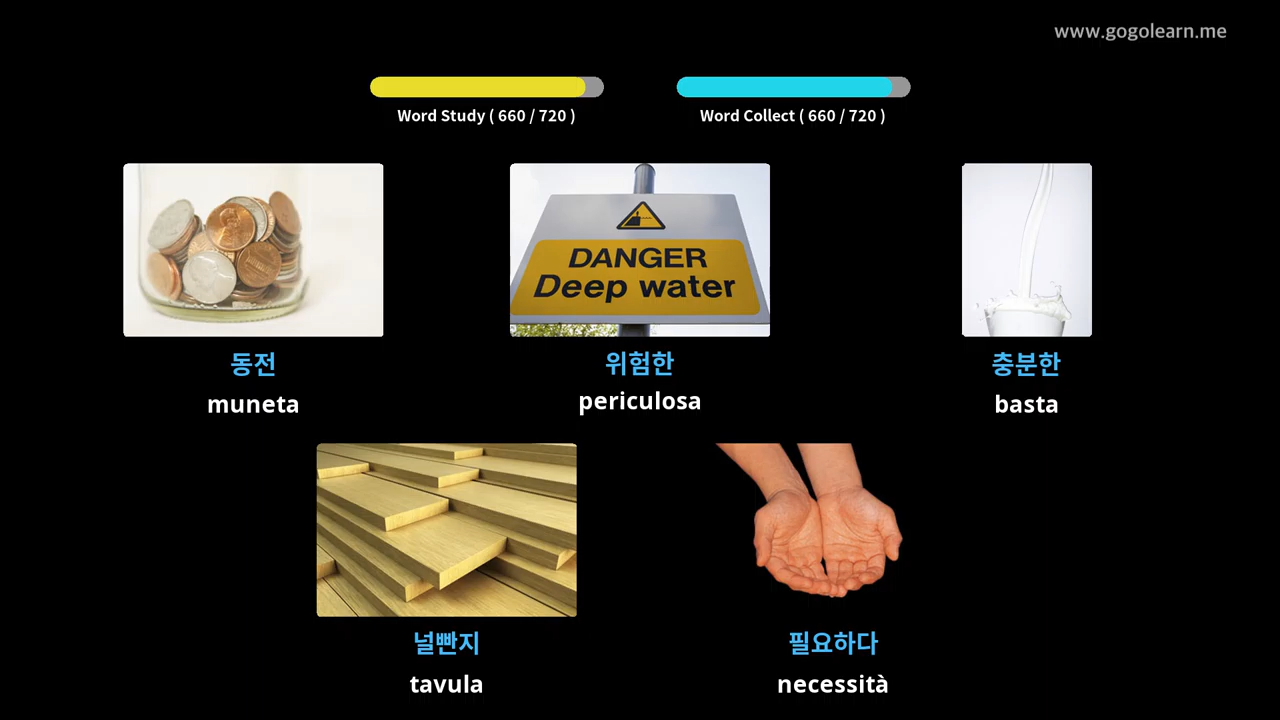 www.gogolearn.me
Word Study ( 660 / 720 )
Word Collect ( 660 / 720 )
DANGER
Deep water
동전
위험한
충분한
muneta
periculosa
basta
널빤지
필요하다
tavula
necessità